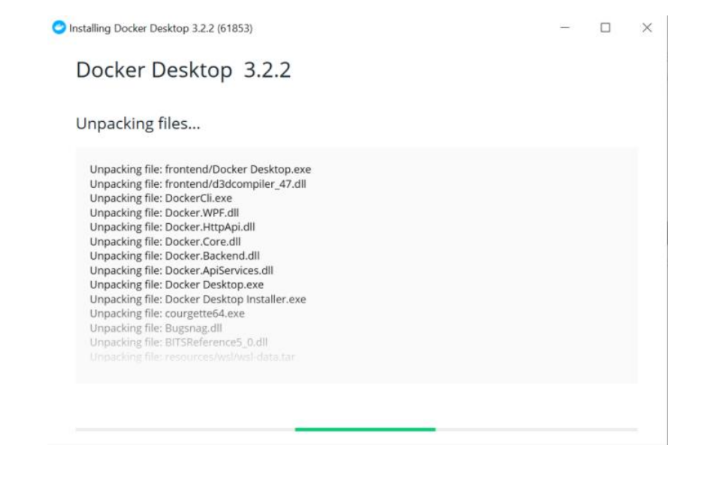 Installing Docker Desktop 3.2.2 (61853)
Docker Desktop 3.2.2
Unpacking files...
Unpacking file: frontend/Docker Desktop.exe
Unpacking file: frontend/d3dcompiler_47.dll
Unpacking file: DockerCli.exe
Unpacking file: Docker.WPF.dll
Unpacking file: Docker.HttpApi.dll
Unpacking file: Docker.Core.dll
Unpacking file: Docker.Backend.dll
Unpacking file: Docker.ApiServices.dll
Unpacking file: Docker Desktop.exe
Unpacking file: Docker Desktop Installer.exe
Unpacking file: courgette64.exe
Unpacking file: Bugsnag.dll
Unpacking file: BITSReference5_0.dll
Unpacking file: resources/wsl/wsl-data.tar